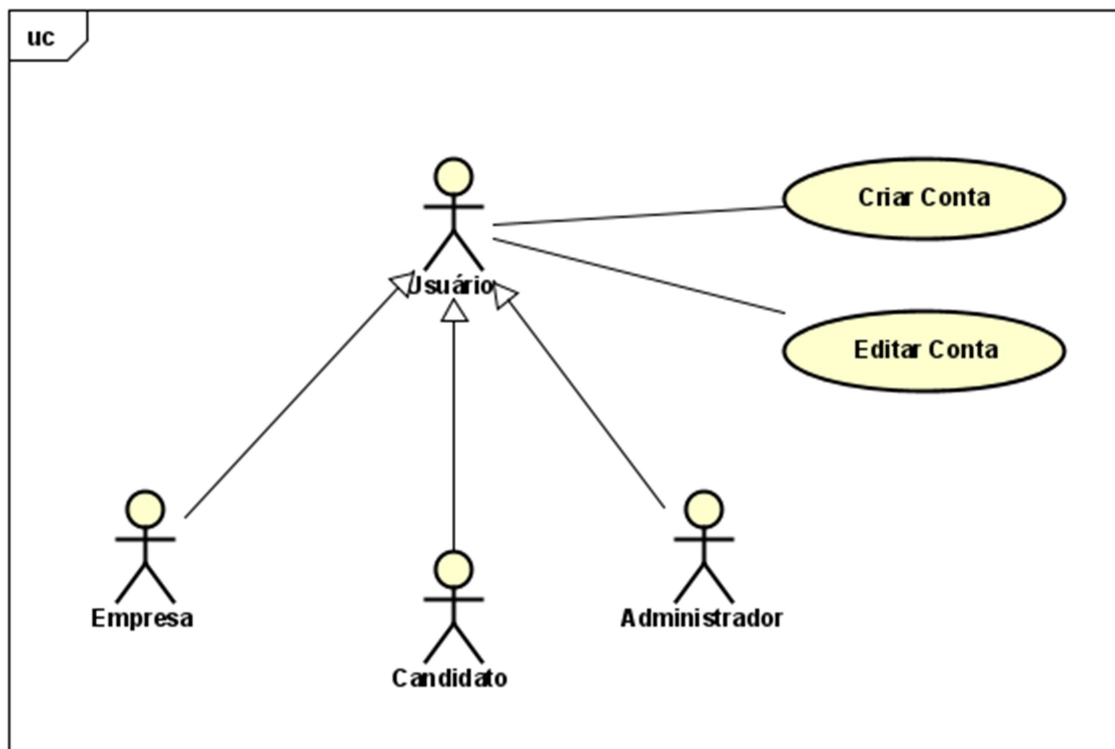 uc
Criar Conta
Usuário
Editar Conta
Empresa
Administrador
Candidato